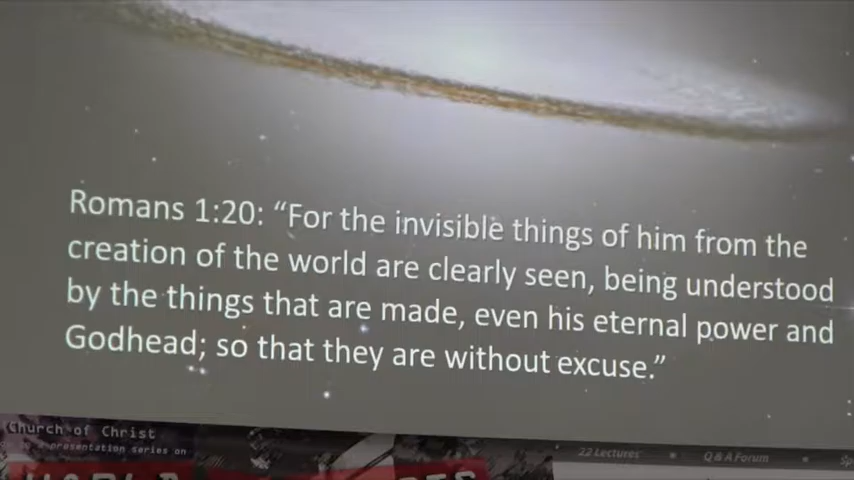 Romans 1:20: “For the invisible things of him from the
creation of the world are clearly seen, being understood
by the things that are made, even his eternal power and
Godhead; so that they are without excuse.”
Church of Christ
presentation series on
22 Lectures
Q & A Forum